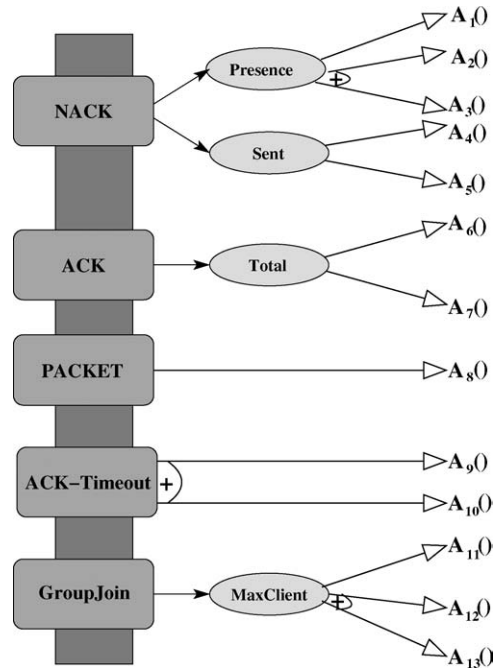 A1()
Presence
A2()
+
NACK
A3()
A4()
Sent
A5()
A6()
ACK
Total
A7()
PACKET
A8()
A9()
ACK-Timeout
+
A10()
A11()
GroupJoin
MaxClient
+
A12()
A13()